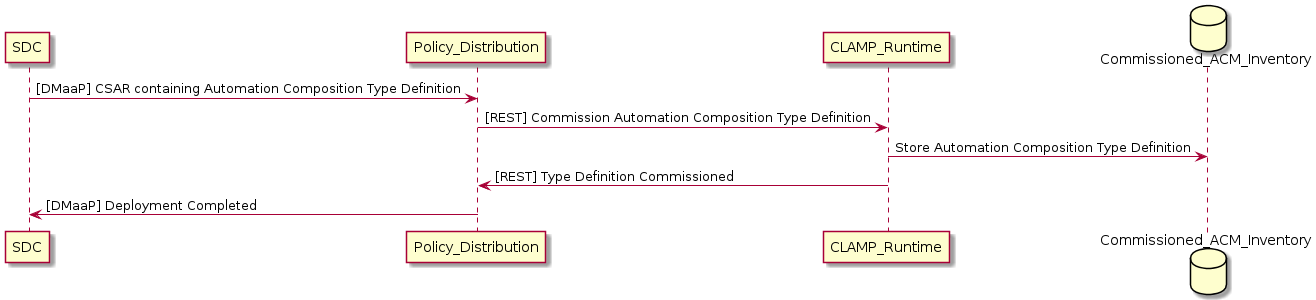 SDC
Policy_Distribution
CLAMP_Runtime
Commissioned_ACM_Inventory
[DMaaP] CSAR containing Automation Composition Type Definition
[REST] Commission Automation Composition Type Definition
Store Automation Composition Type Definition
[REST] Type Definition Commissioned
[DMaaP] Deployment Completed
SDC
Policy_Distribution
CLAMP_Runtime
Commissioned_ACM_Inventory